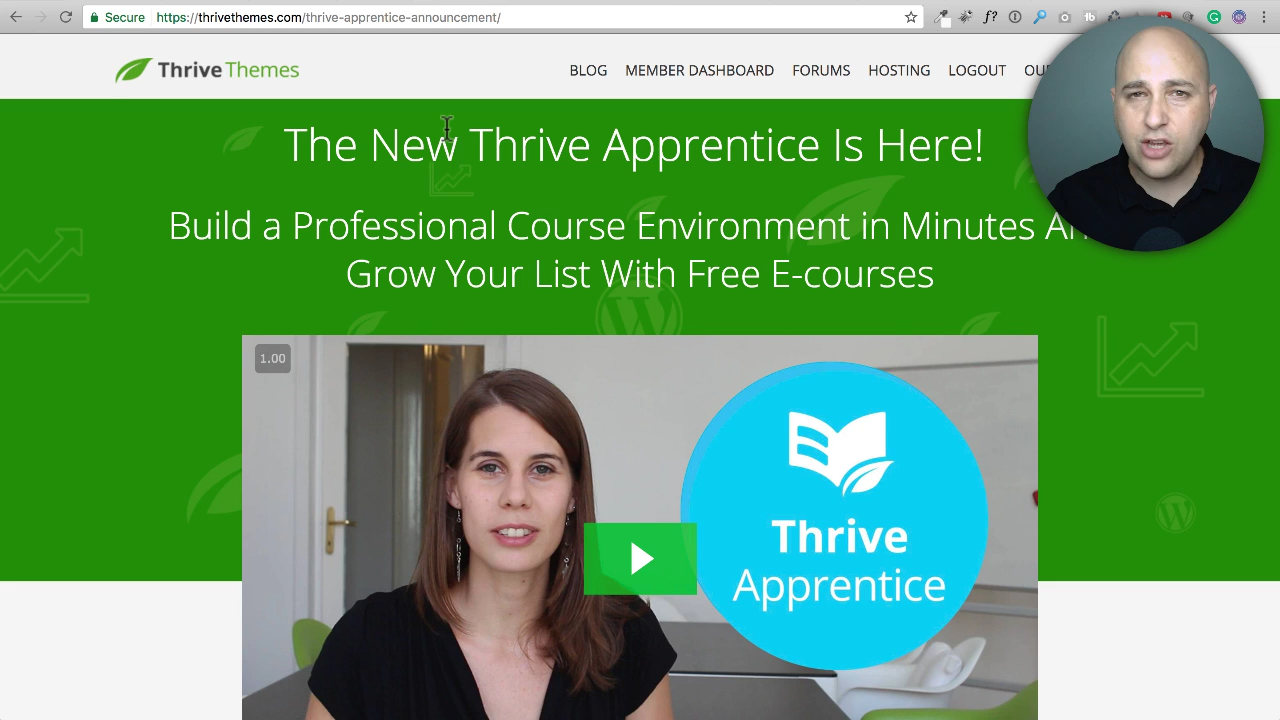 Secure
https://thrivethemes.com/thrive-apprentice-announcement/
Thrive Themes
BLOG MEMBER DASHBOARD FORUMS HOSTING LOGOUT
The New Thrive Apprentice Is Here!
Build a Professional Course Environment in Minutes
Grow Your List With Free E-courses
1.00
Thrive
Apprentice